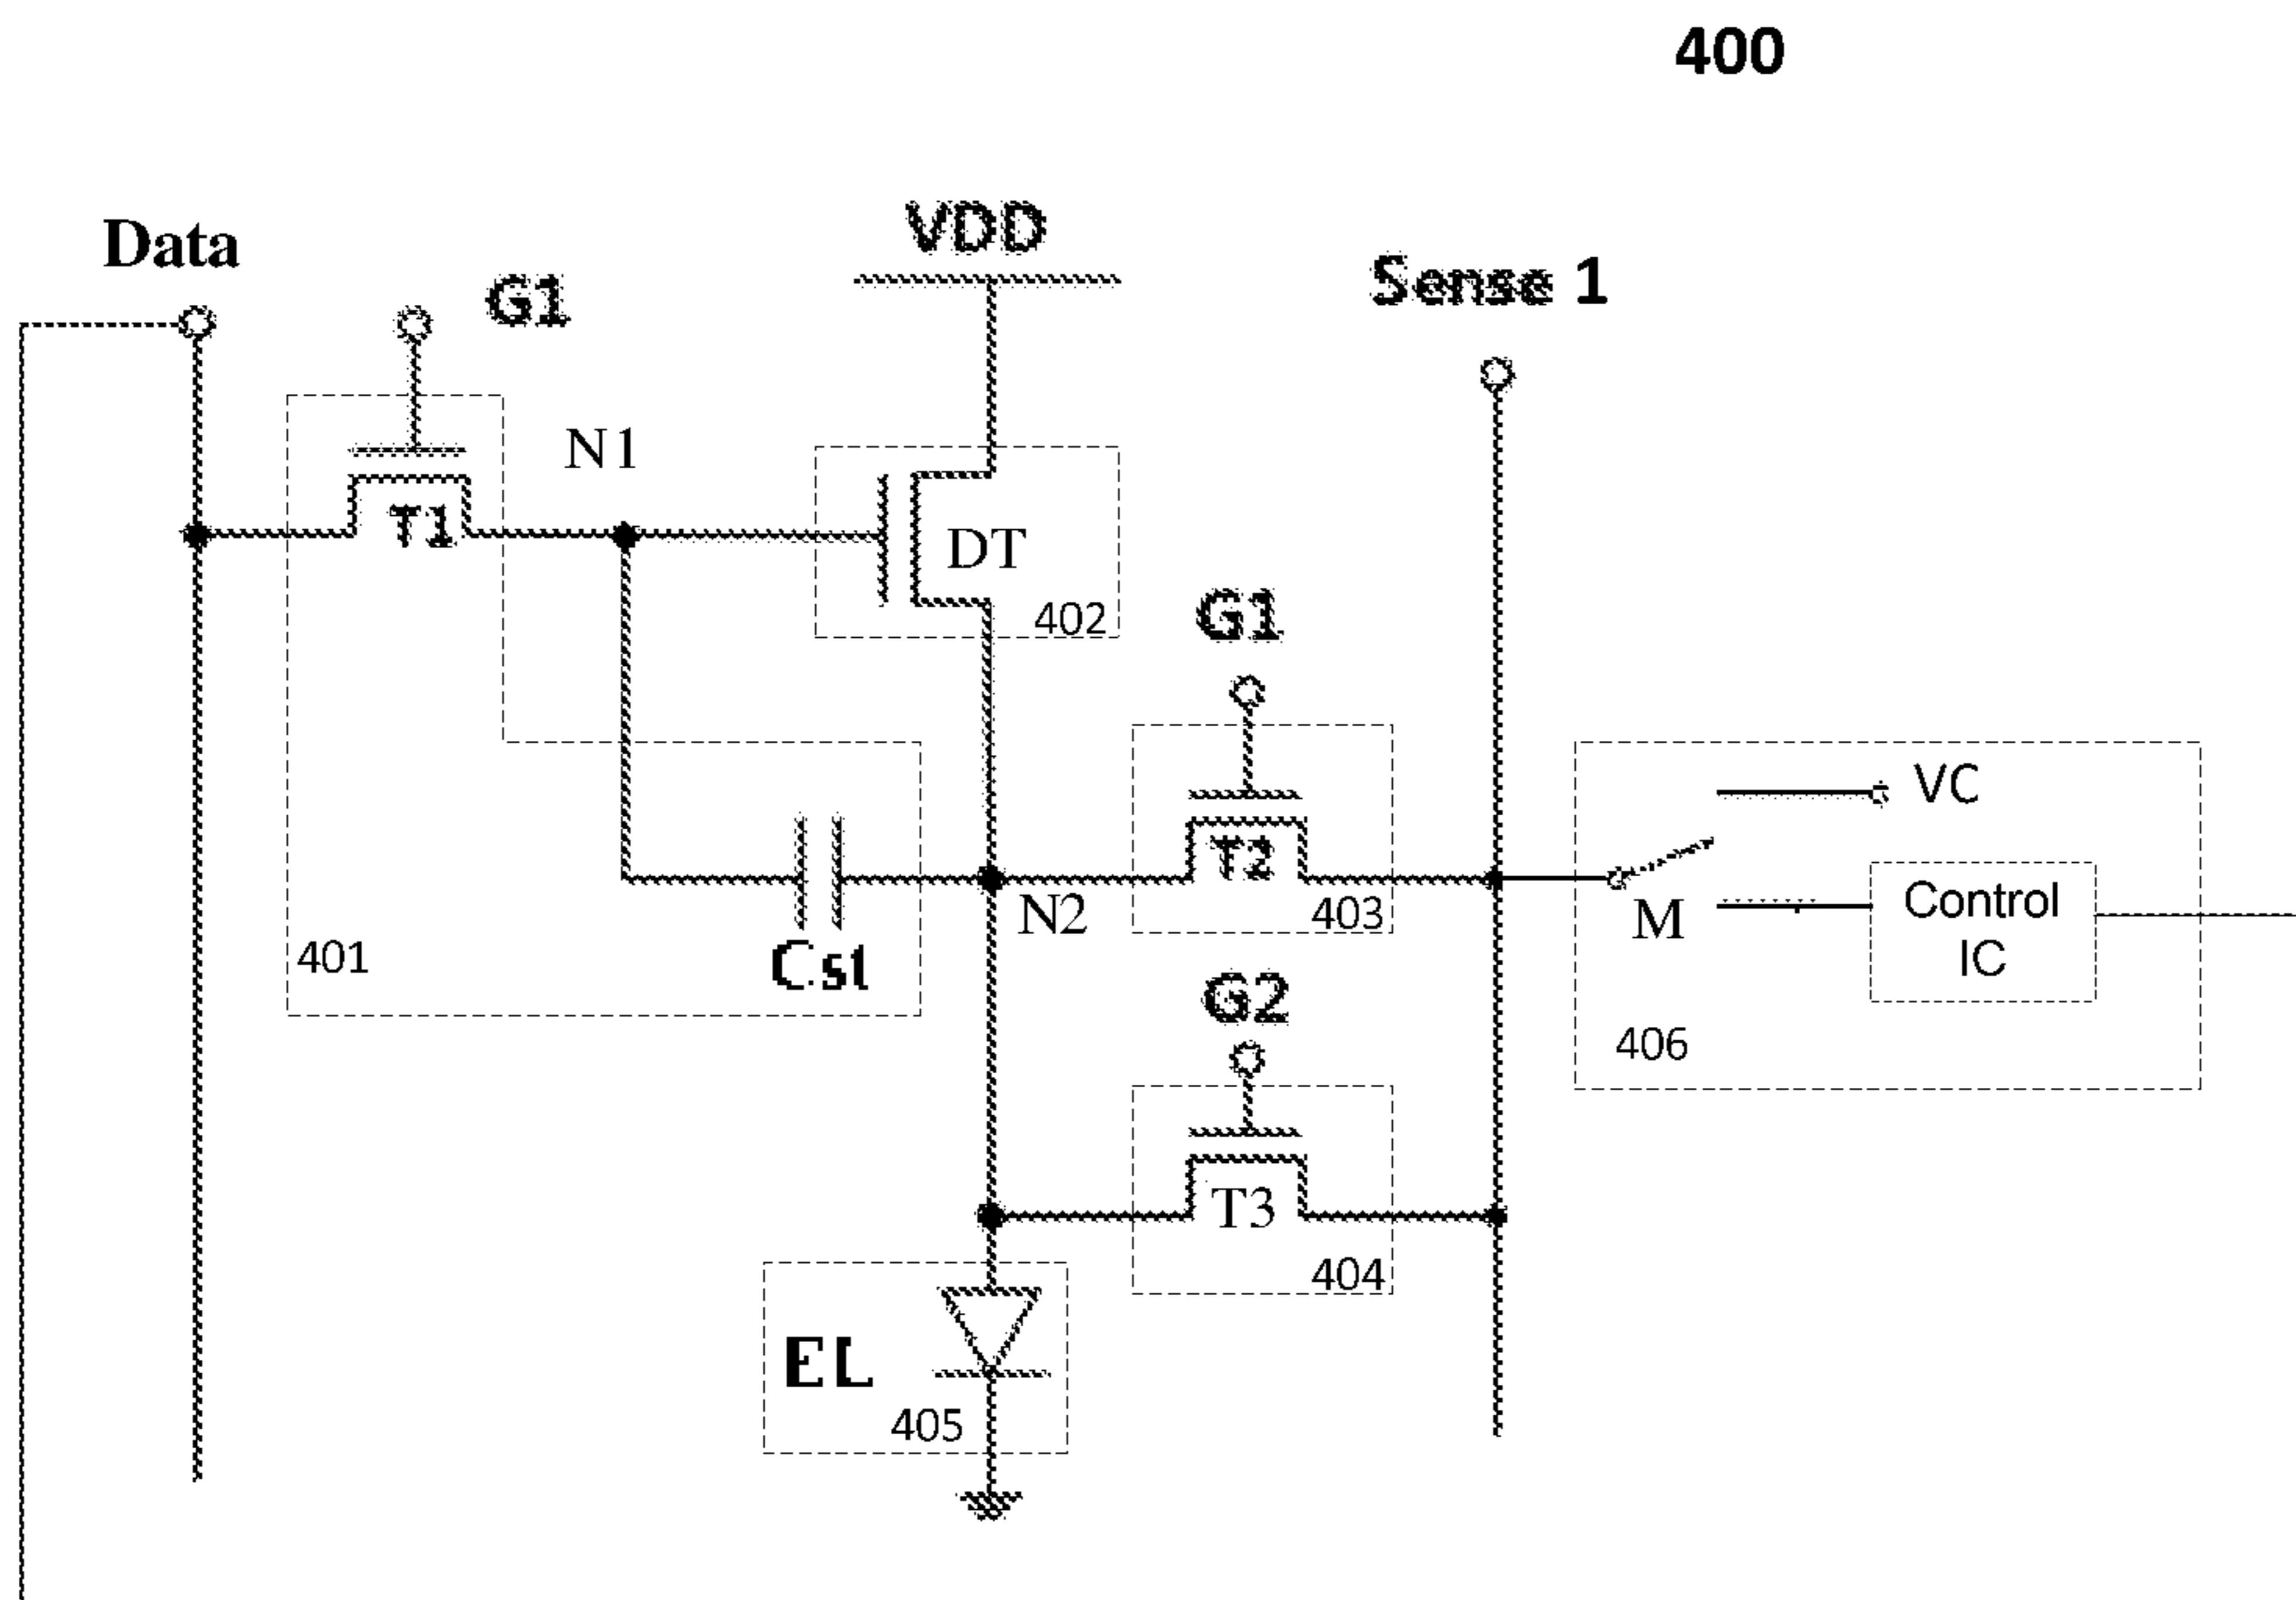 400
Data
G1
VDD
Sense 1
N1
T1
DT
402
G1
T2
403
VC
M
Control
IC
406
N2
401
Cst
G2
T3
404
EL
405